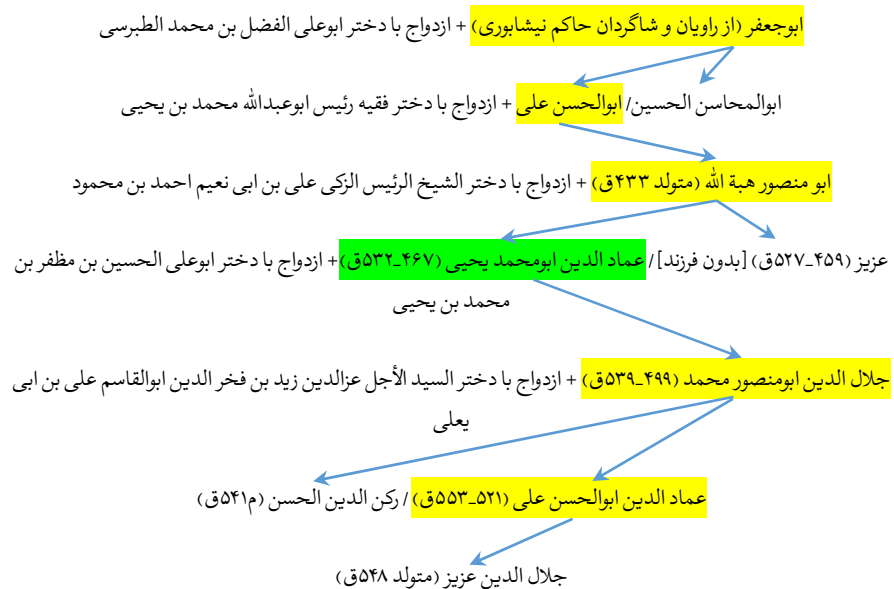 ابوجعفر (از راویان و شاگردان حاکم نیشابوری) + ازدواج با دختر ابوعلی الفضل بن محمد الطبرسی
ابوالمحاسن الحسین/ ابوالحسن علی + ازدواج با دختر فقیه رئیس ابوعبدالله محمد بن یحیی
ابو منصور هبة الله (متولد ۴۳۳ق) + ازدواج با دختر الشیخ الرئیس الزکی علی بن ابی نعیم احمد بن محمود
عزیز (۴۵۹_۵۲۷ق) [بدون فرزند]/ عماد الدین ابومحمد یحیی (۴۶۷_۵۳۲ق)+ ازدواج با دختر ابوعلی الحسین بن مظفر بن
محمد بن یحیی
جلال الدین ابومنصور محمد (۴۹۹_۵۳۹ق) + ازدواج با دختر السید الأجل عزالدین زید بن فخر الدین ابوالقاسم علی بن ابی
یعلی
عماد الدین ابوالحسن علی (۵۲۱_۵۵۳ق)/ رکن الدین الحسن (م۵۴۱ق)
جلال الدین عزیز (متولد ۵۴۸ق)